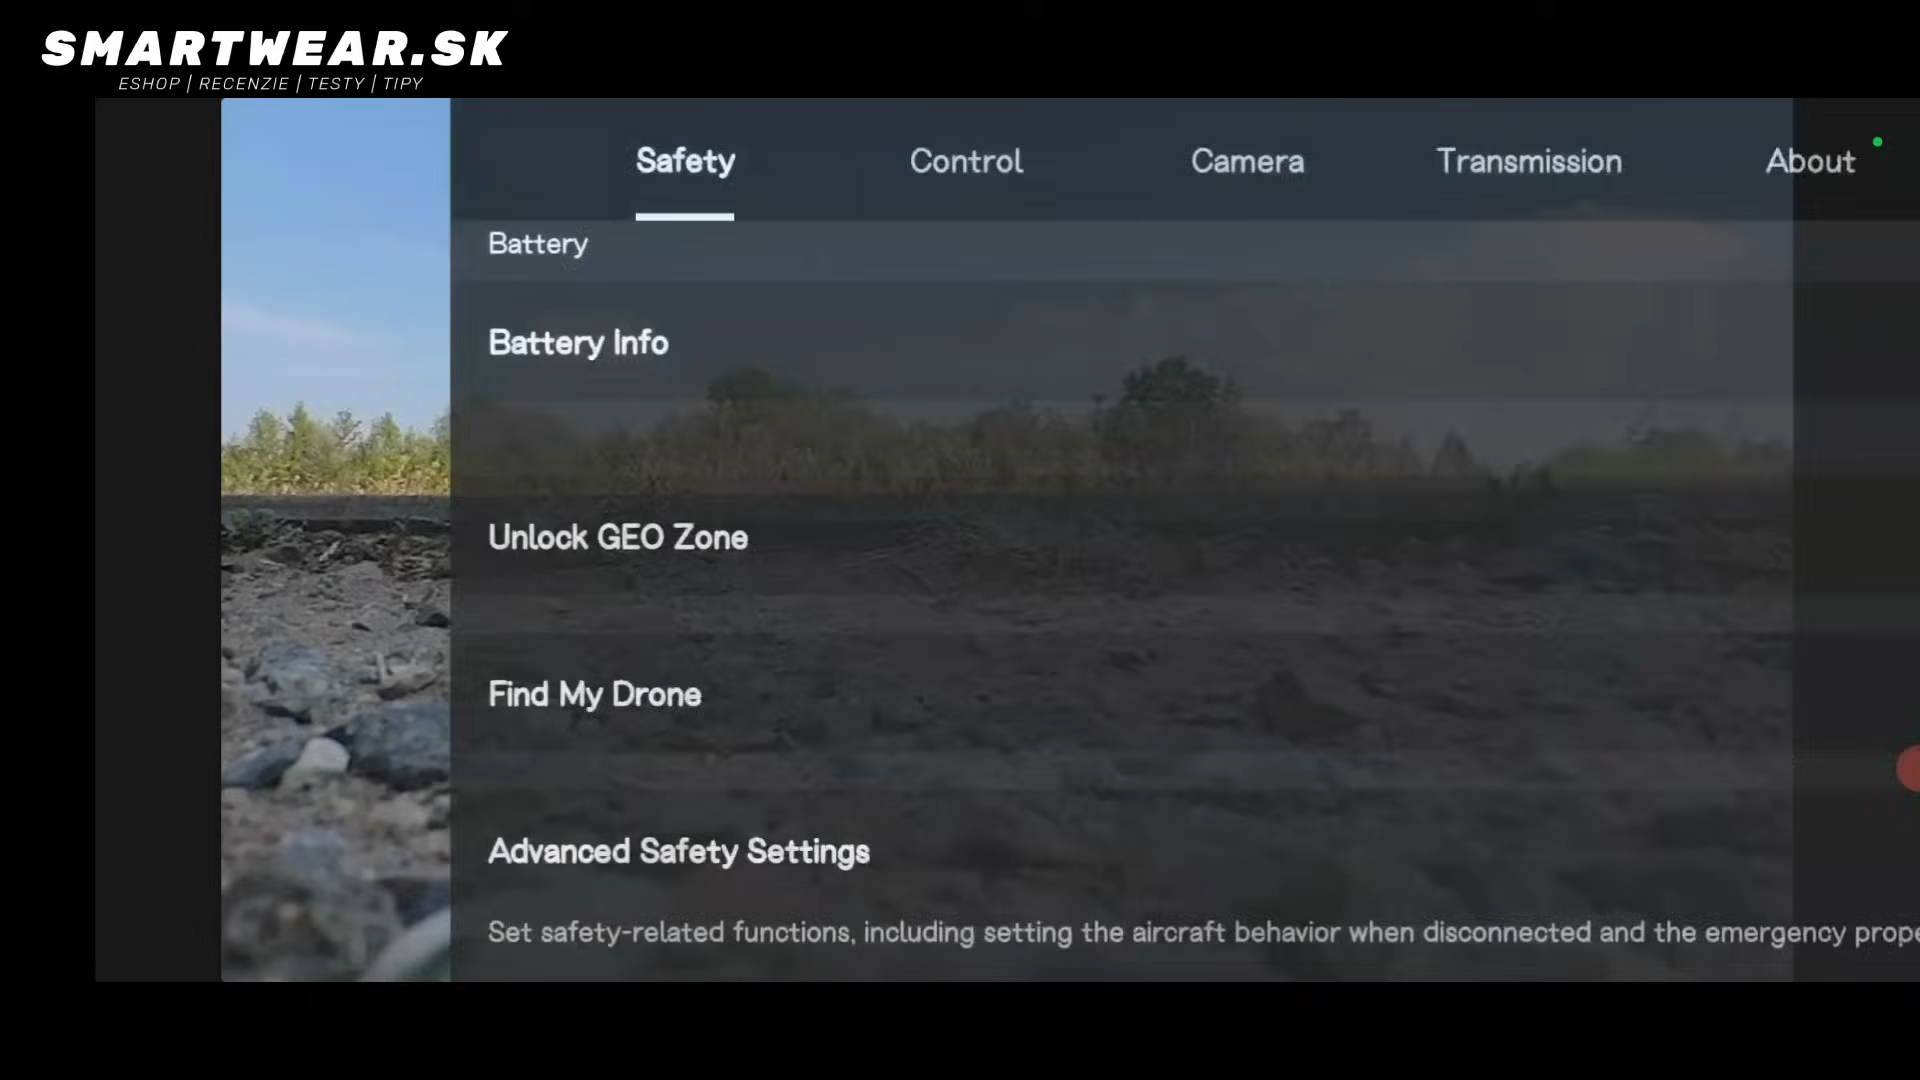 SMARTWEAR.SK
ESHOP | RECENZIE | TESTY | TIPY
Safety Control Camera Transmission About
Battery
Battery Info
Unlock GEO Zone
Find My Drone
Advanced Safety Settings
Set safety-related functions, including setting the aircraft behavior when disconnected and the emergency